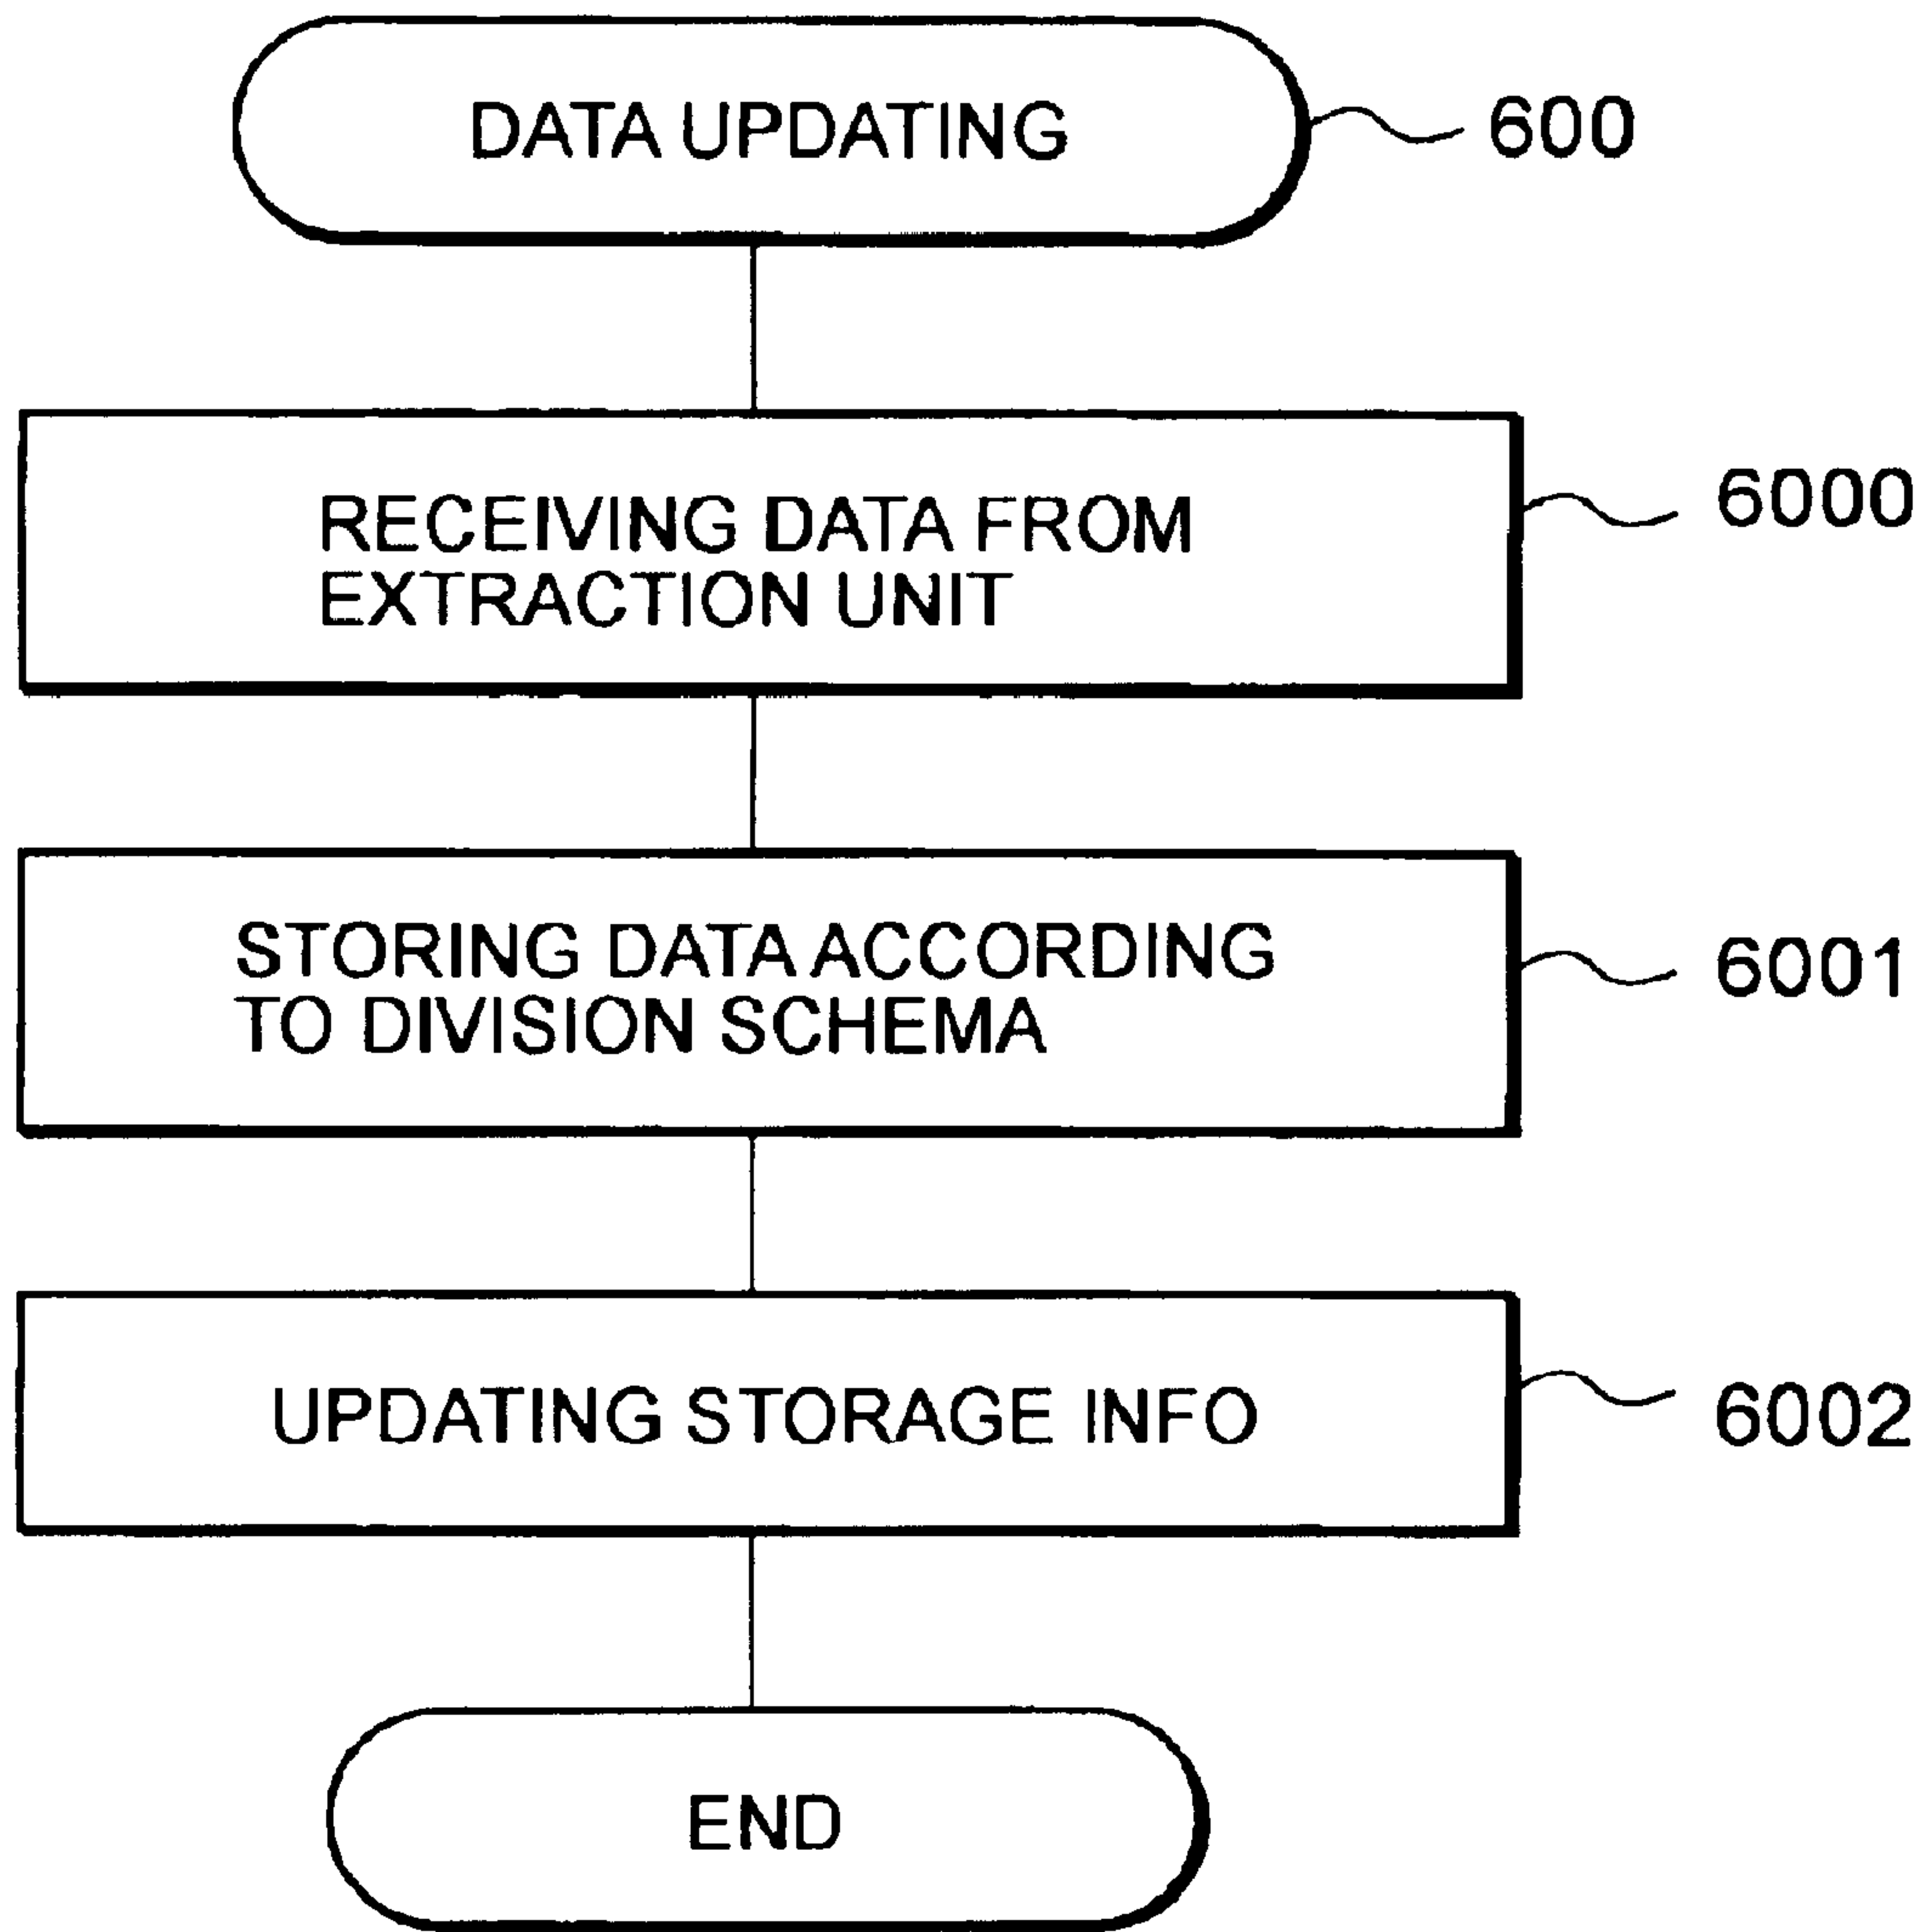 DATA UPDATING
600
RECEIVING DATA FROM
EXTRACTION UNIT
6000
STORING DATA ACCORDING
TO DIVISION SCHEMA
6001
UPDATING STORAGE INFO
6002
END